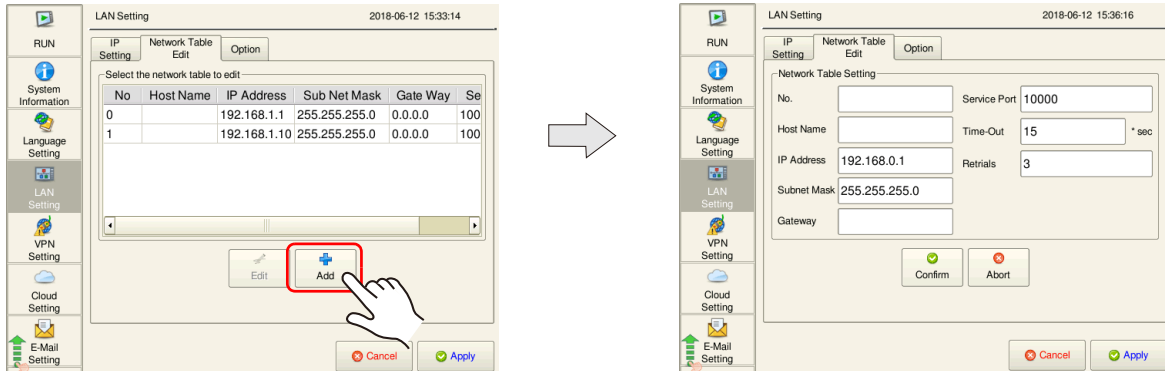 LAN Setting
2018-06-12 15:33:14
RUN
System
Information
Language
Setting
LAN
Setting
VPN
Setting
Cloud
Setting
E-Mail
Setting
IP
Setting
Network Table
Edit
Option
Select the network table to edit
No Host Name IP Address Sub Net Mask Gate Way Se
0 192.168.1.1 255.255.255.0 0.0.0.0 100
1 192.168.1.10 255.255.255.0 0.0.0.0 100
Edit
Add
Cancel
Apply
LAN Setting
2018-06-12 15:36:16
RUN
System
Information
Language
Setting
LAN
Setting
VPN
Setting
Cloud
Setting
E-Mail
Setting
IP
Setting
Network Table
Edit
Option
Network Table Setting
No.
Service Port 10000
Host Name
Time-Out 15 * sec
IP Address 192.168.0.1
Retrials 3
Subnet Mask 255.255.255.0
Gateway
Confirm
Abort
Cancel
Apply